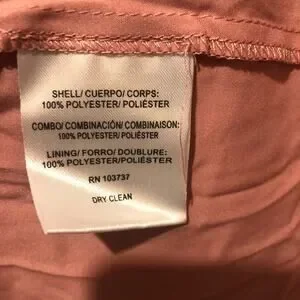 SHELL/ CUERPO/ CORPS:
100% POLYESTER/ POLIÉSTER
COMBO/ COMBINACIÓN/ COMBINAISON:
100% POLYESTER/ POLIÉSTER
LINING/ FORRO/ DOUBLURE:
100% POLYESTER/ POLIÉSTER
RN 103737
DRY CLEAN